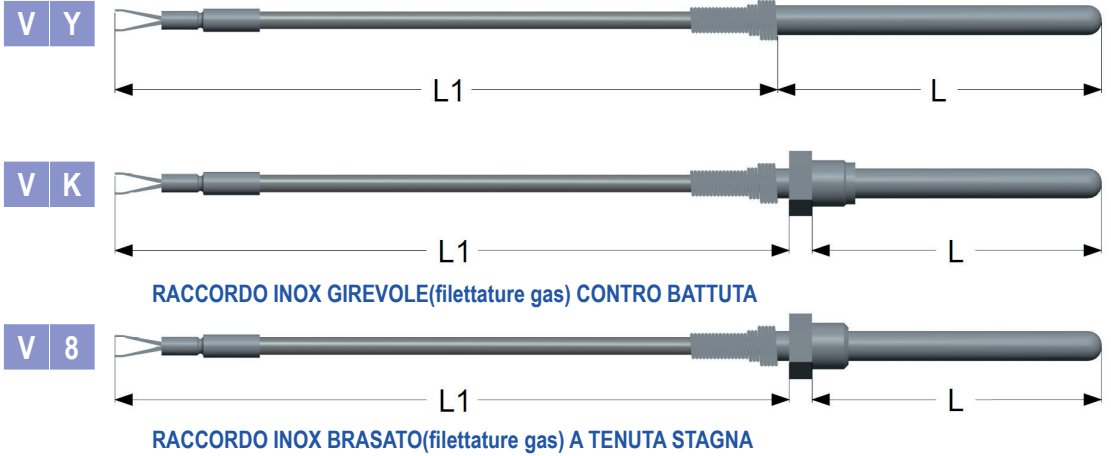 V Y
L1 L
V K
L1 L
RACCORDO INOX GIREVOLE(filettature gas) CONTRO BATTUTA
V 8
L1 L
RACCORDO INOX BRASATO(filettature gas) A TENUTA STAGNA